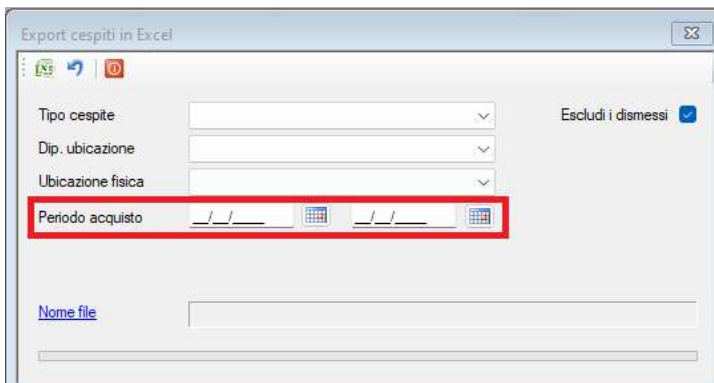 Export cespiti in Excel
Tipo cespite
Escludi i dismessi
Dip. ubicazione
Ubicazione fisica
Periodo acquisto __/__/____ __/__/____
Nome file